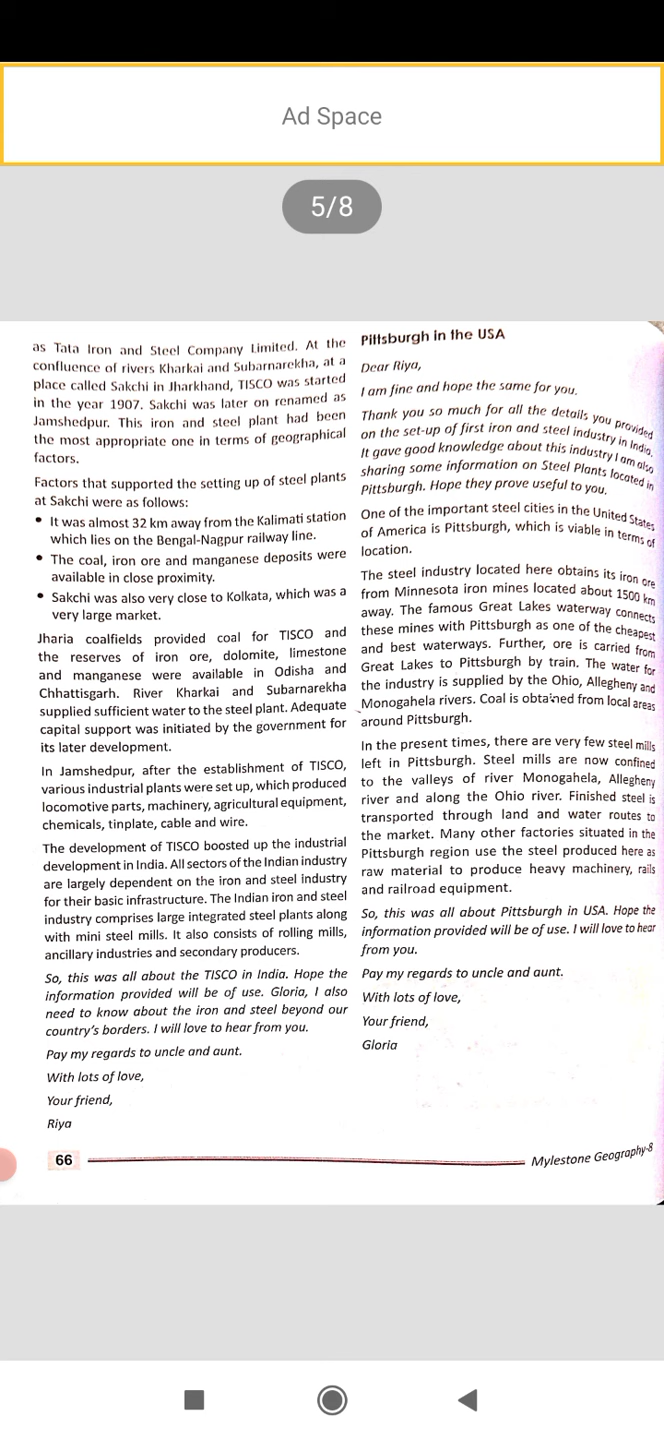 Ad Space
5/8
as Tata Iron and Steel Company Limited. At the
confluence of rivers Kharkai and Subarnarekha, at a
place called Sakchi in Jharkhand, TISCO was started
in the year 1907. Sakchi was later on renamed as
Jamshedpur. This iron and steel plant had been
the most appropriate one in terms of geographical
factors.
Factors that supported the setting up of steel plants
at Sakchi were as follows:
• It was almost 32 km away from the Kalimati station
which lies on the Bengal-Nagpur railway line.
• The coal, iron ore and manganese deposits were
available in close proximity.
• Sakchi was also very close to Kolkata, which was a
very large market.
Jharia coalfields provided coal for TISCO and
the reserves of iron ore, dolomite, limestone
and manganese were available in Odisha and
Chhattisgarh. River Kharkai and Subarnarekha
supplied sufficient water to the steel plant. Adequate
capital support was initiated by the government for
its later development.
In Jamshedpur, after the establishment of TISCO,
various industrial plants were set up, which produced
locomotive parts, machinery, agricultural equipment,
chemicals, tinplate, cable and wire.
The development of TISCO boosted up the industrial
development in India. All sectors of the Indian industry
are largely dependent on the iron and steel industry
for their basic infrastructure. The Indian iron and steel
industry comprises large integrated steel plants along
with mini steel mills. It also consists of rolling mills,
ancillary industries and secondary producers.
So, this was all about the TISCO in India. Hope the
information provided will be of use. Gloria, I also
need to know about the iron and steel beyond our
country's borders. I will love to hear from you.
Pay my regards to uncle and aunt.
With lots of love,
Your friend,
Riya
Pittsburgh in the USA
Dear Riya,
I am fine and hope the same for you.
Thank you so much for all the details you provided
on the set-up of first iron and steel industry in India.
It gave good knowledge about this industry I am also
sharing some information on Steel Plants located in
Pittsburgh. Hope they prove useful to you.
One of the important steel cities in the United States
of America is Pittsburgh, which is viable in terms of
location.
The steel industry located here obtains its iron ore
from Minnesota iron mines located about 1500 km
away. The famous Great Lakes waterway connects
these mines with Pittsburgh as one of the cheapest
and best waterways. Further, ore is carried from
Great Lakes to Pittsburgh by train. The water for
the industry is supplied by the Ohio, Allegheny and
Monogahela rivers. Coal is obtained from local areas
around Pittsburgh.
In the present times, there are very few steel mills
left in Pittsburgh. Steel mills are now confined
to the valleys of river Monogahela, Allegheny
river and along the Ohio river. Finished steel is
transported through land and water routes to
the market. Many other factories situated in the
Pittsburgh region use the steel produced here as
raw material to produce heavy machinery, rails
and railroad equipment.
So, this was all about Pittsburgh in USA. Hope the
information provided will be of use. I will love to hear
from you.
Pay my regards to uncle and aunt.
With lots of love,
Your friend,
Gloria
66
Mylestone Geography-8